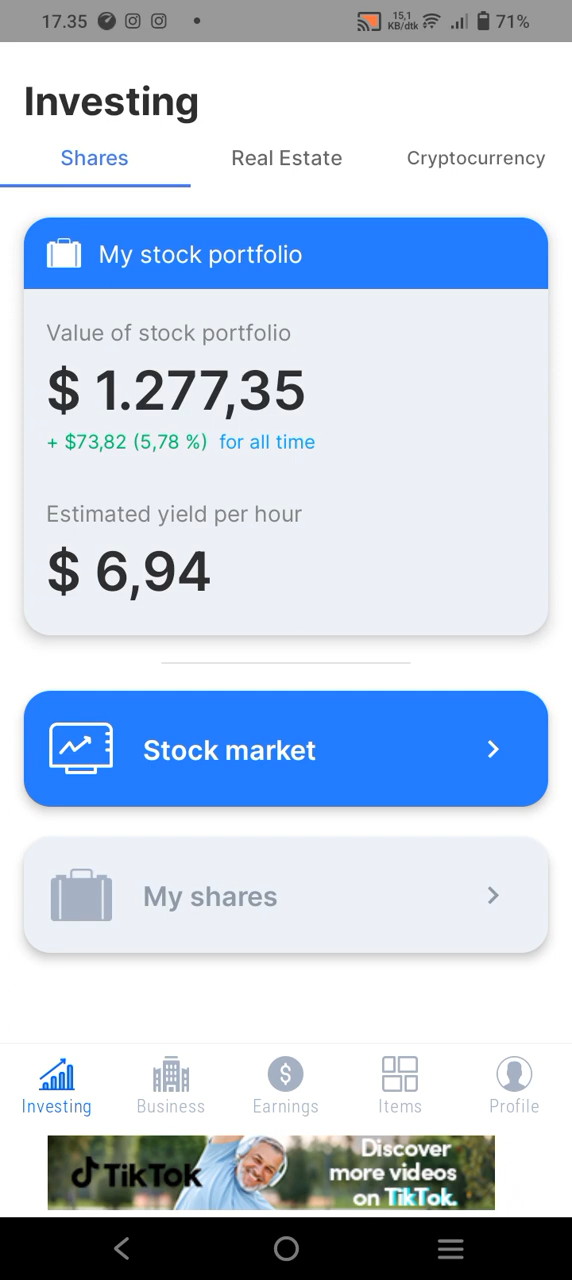 17.35 15,1 KB/dtk 71%
Investing
Shares Real Estate Cryptocurrency
My stock portfolio
Value of stock portfolio
$ 1.277,35
+ $73,82 (5,78 %) for all time
Estimated yield per hour
$ 6,94
Stock market
My shares
Investing Business Earnings Items Profile
TikTok
Discover
more videos
on TikTok.